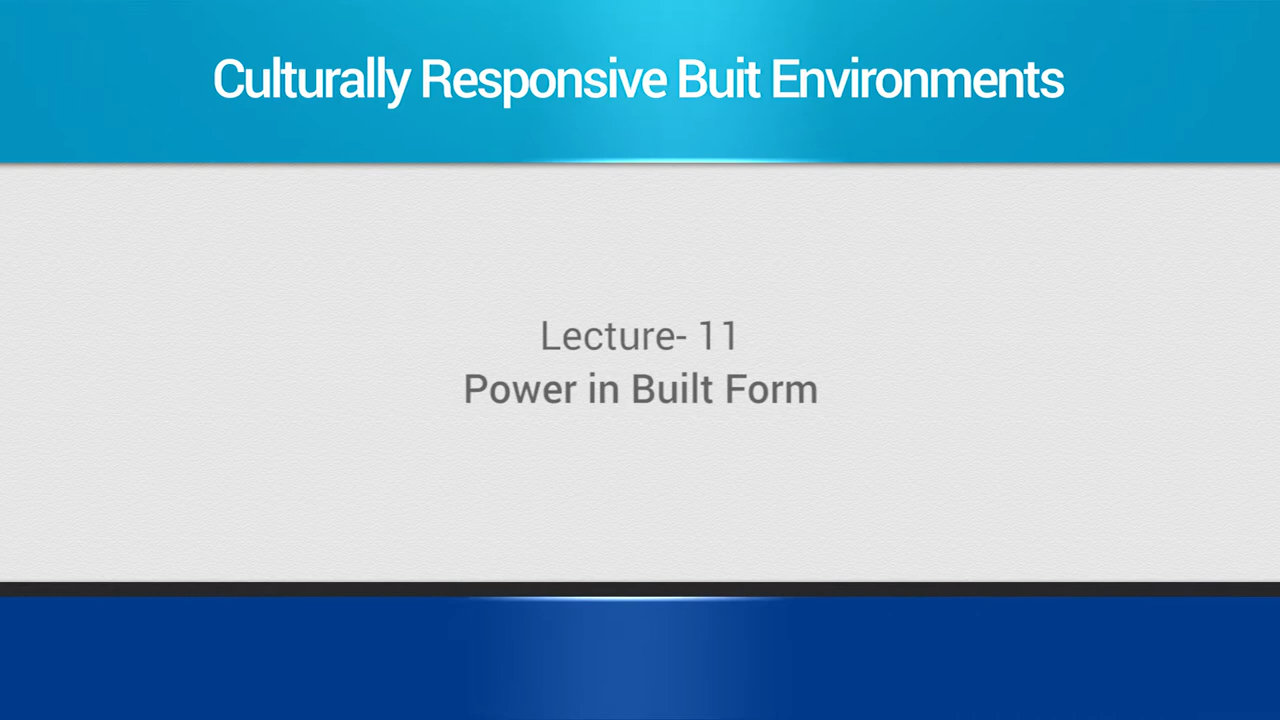 Culturally Responsive Buit Environments
Lecture- 11
Power in Built Form